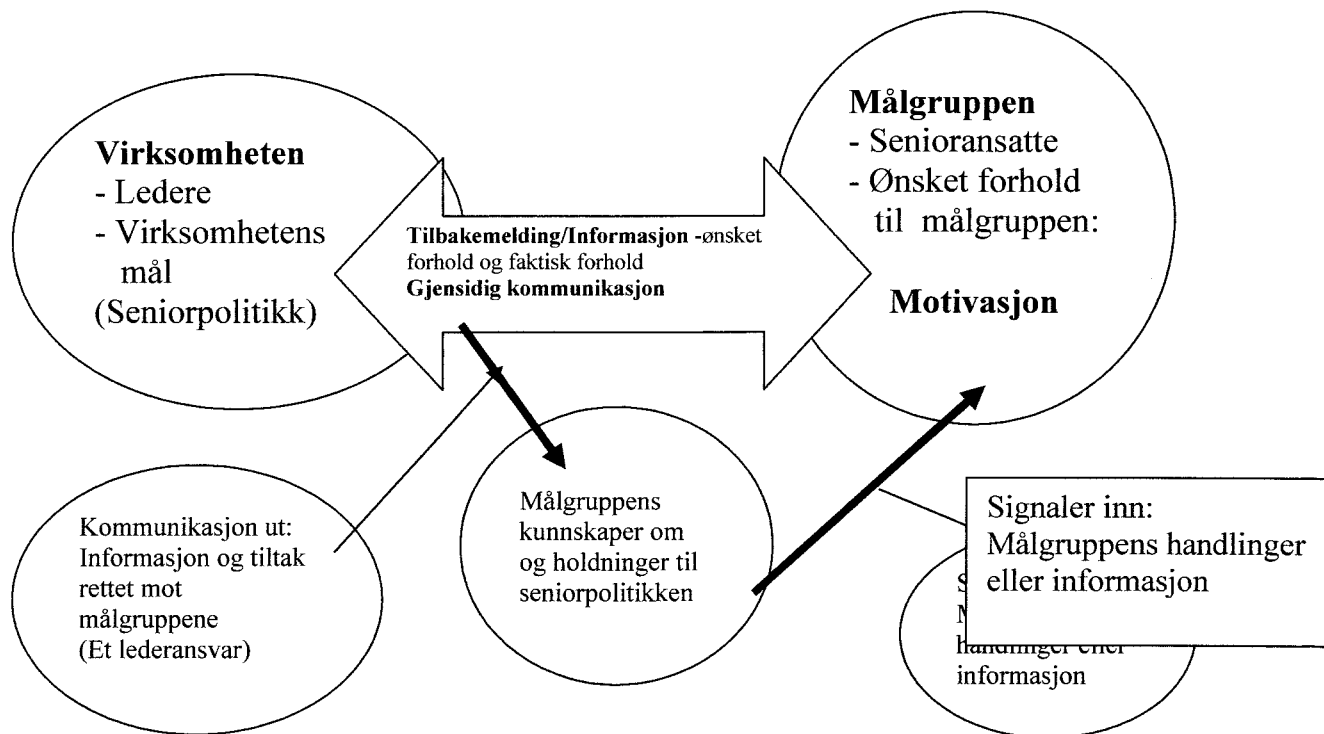 Virksomheten
- Ledere
- Virksomhetens
mål
(Seniorpolitikk)
Tilbakemelding/Informasjon -ønsket
forhold og faktisk forhold
Gjensidig kommunikasjon
Målgruppen
- Senioransatte
- Ønsket forhold
til målgruppen:
Motivasjon
Kommunikasjon ut:
Informasjon og tiltak
rettet mot
målgruppene
(Et lederansvar)
Målgruppens
kunnskaper om
og holdninger til
seniorpolitikken
Signaler inn:
Målgruppens handlinger
eller informasjon
informasjon